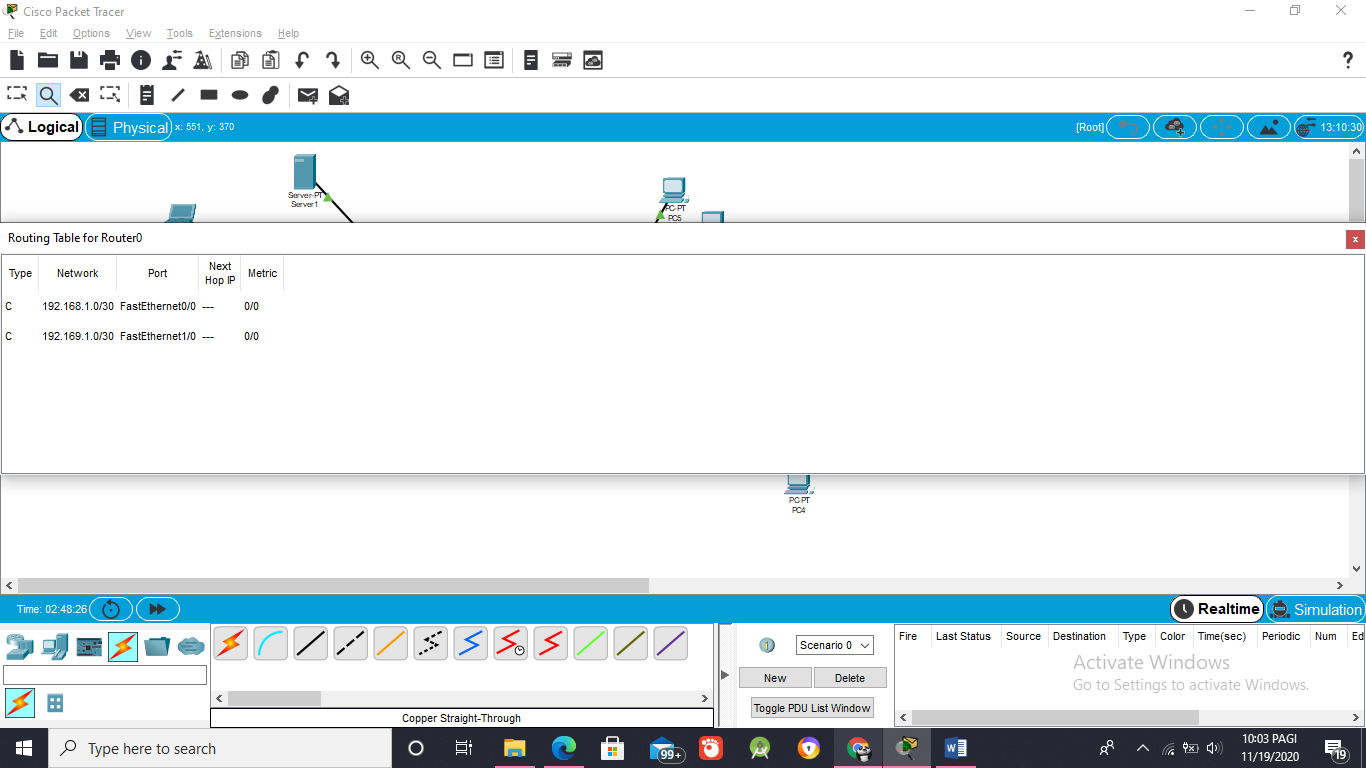 Cisco Packet Tracer
File Edit Options View Tools Extensions Help
Logical Physical x: 551, y: 370 [Root] 13:10:30
Server-PT
Server1
PC-PT
PC5
Routing Table for Router0
Type Network Port Next Hop IP Metric
C 192.168.1.0/30 FastEthernet0/0 --- 0/0
C 192.169.1.0/30 FastEthernet1/0 --- 0/0
PC-PT
PC4
Time: 02:48:26 Realtime Simulation
Scenario 0
New Delete
Toggle PDU List Window
Fire Last Status Source Destination Type Color Time(sec) Periodic Num Ed
Activate Windows
Go to Settings to activate Windows.
Copper Straight-Through
Type here to search
99+
10:03 PAGI
11/19/2020
19